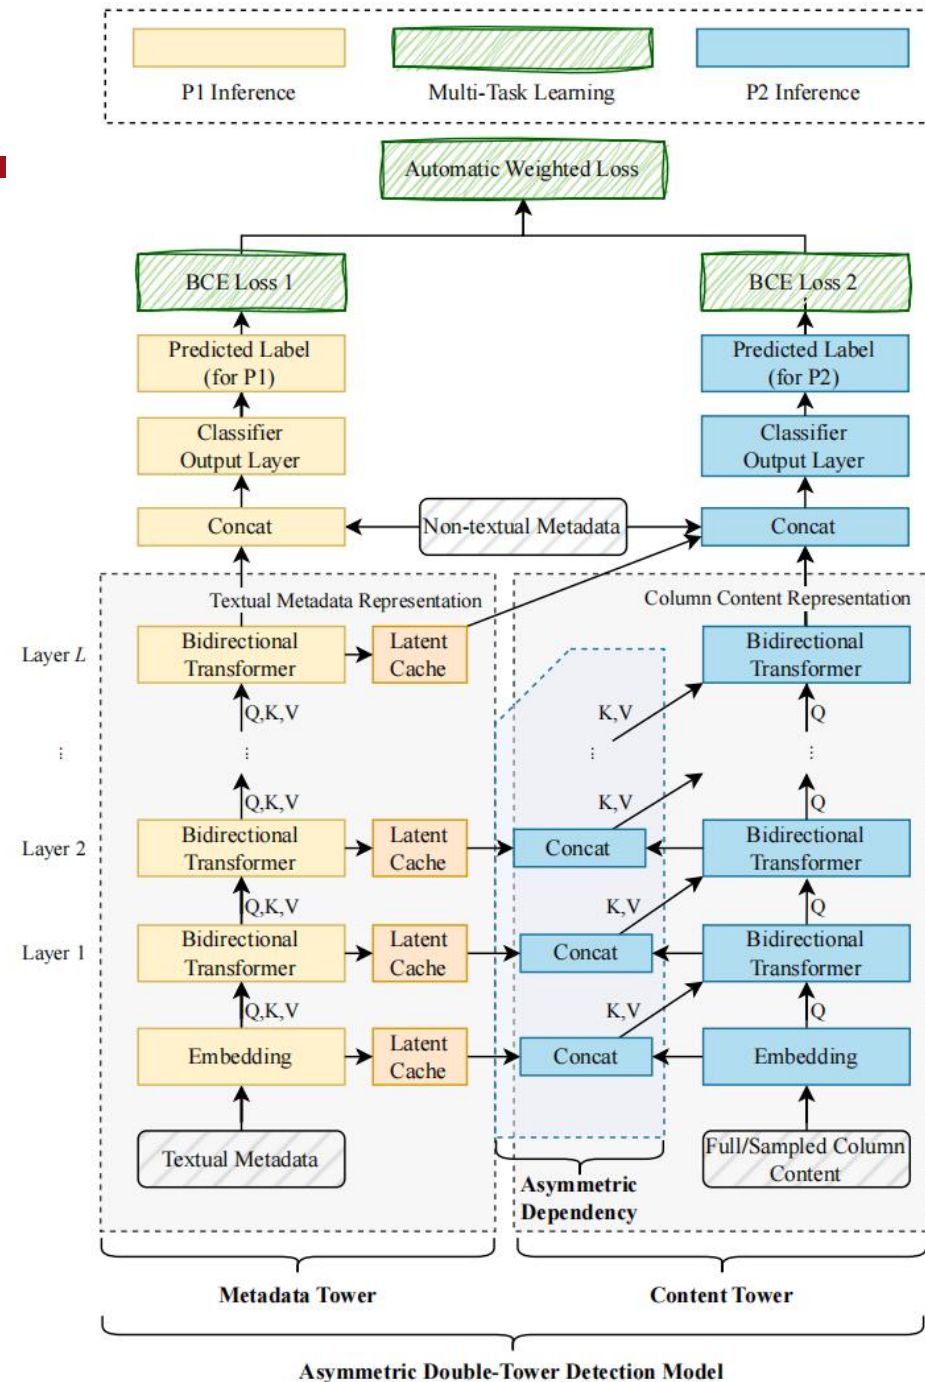 P1 Inference
Multi-Task Learning
P2 Inference
Automatic Weighted Loss
BCE Loss 1
BCE Loss 2
Predicted Label
(for P1)
Predicted Label
(for P2)
Classifier
Output Layer
Classifier
Output Layer
Concat
Non-textual Metadata
Concat
Textual Metadata Representation
Column Content Representation
Layer L
Bidirectional
Transformer
Latent
Cache
Bidirectional
Transformer
Q,K,V
K,V
Q
⋮
⋮
⋮
⋮
Q,K,V
K,V
Q
Layer 2
Bidirectional
Transformer
Latent
Cache
Concat
Bidirectional
Transformer
Q,K,V
K,V
Q
Layer 1
Bidirectional
Transformer
Latent
Cache
Concat
Bidirectional
Transformer
Q,K,V
K,V
Q
Embedding
Latent
Cache
Concat
Embedding
Textual Metadata
Full/Sampled Column
Content
Asymmetric
Dependency
Metadata Tower
Content Tower
Asymmetric Double-Tower Detection Model